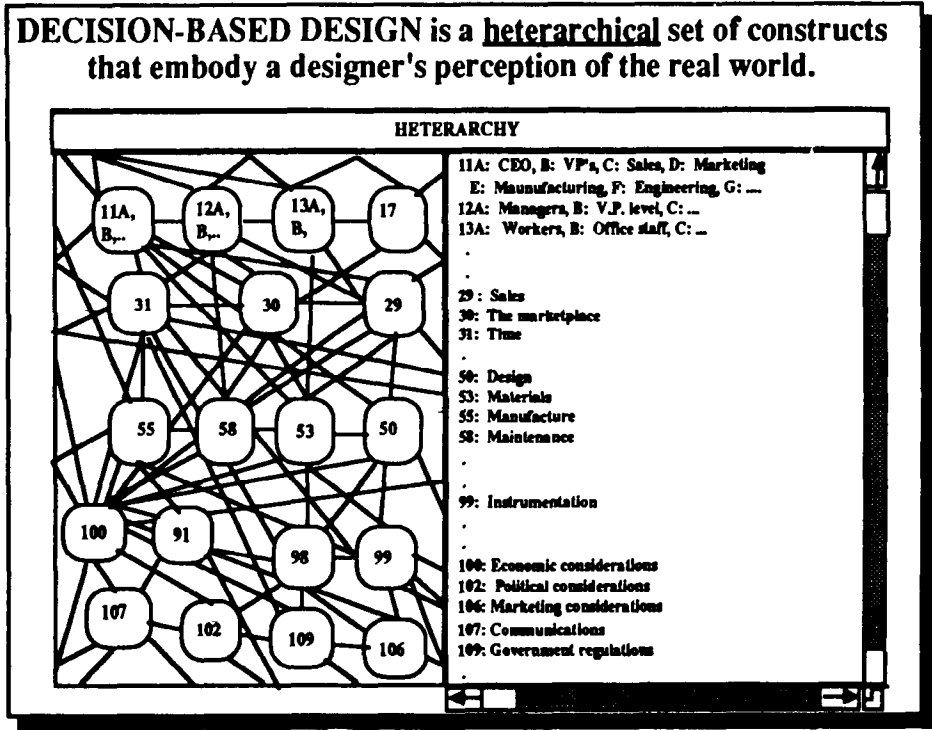 DECISION-BASED DESIGN is a heterarchical set of constructs
that embody a designer's perception of the real world.
HETERARCHY
11A,
B,..
12A,
B,..
13A,
B,
17
31
30
29
55
58
53
50
100
91
98
99
107
102
109
106
11A: CEO, B: VP's, C: Sales, D: Marketing
E: Maunufacturing, F: Engineering, G: ....
12A: Managers, B: V.P. level, C: ...
13A: Workers, B: Office staff, C: ...
.
.
29 : Sales
30: The marketplace
31: Time
.
50: Design
53: Materials
55: Manufacture
58: Maintenance
.
.
99: Instrumentation
.
.
100: Economic considerations
102: Political considerations
106: Marketing considerations
107: Communications
109: Government regulations
.